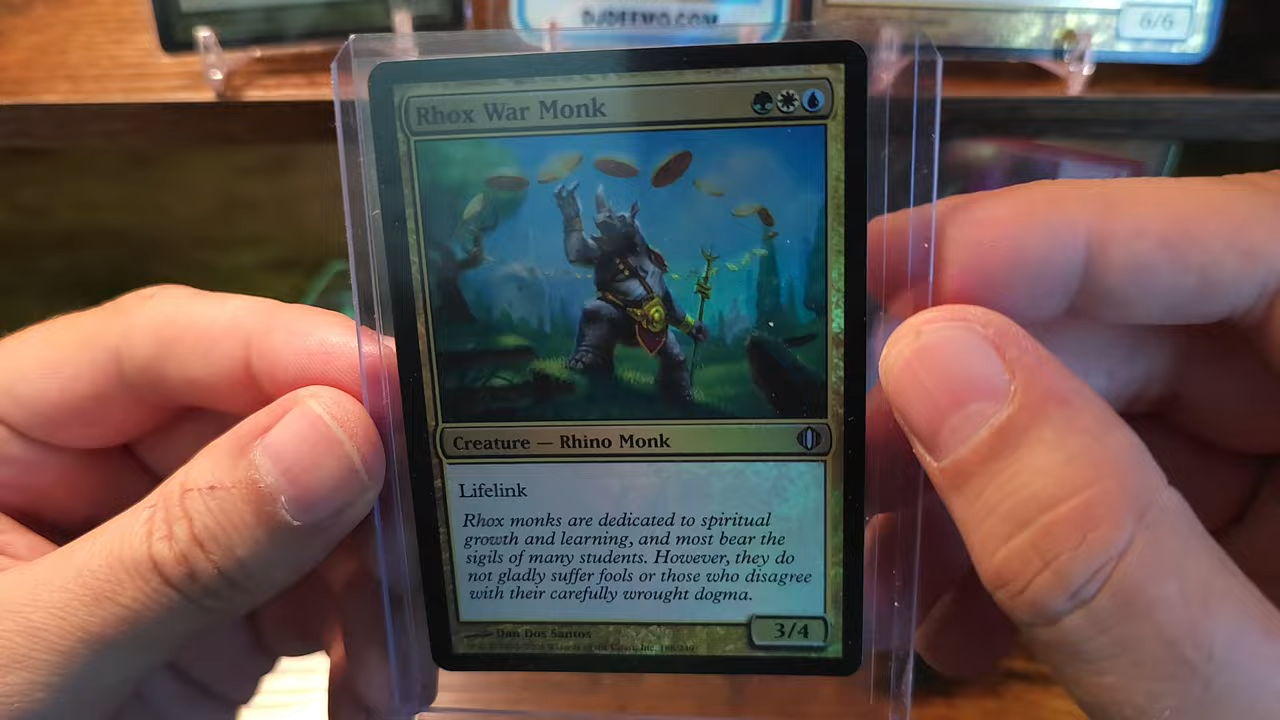 DJDEEMO.COM
6/6
Rhox War Monk
Creature — Rhino Monk
Lifelink
Rhox monks are dedicated to spiritual
growth and learning, and most bear the
sigils of many students. However, they do
not gladly suffer fools or those who disagree
with their carefully wrought dogma.
3/4
Dan Dos Santos